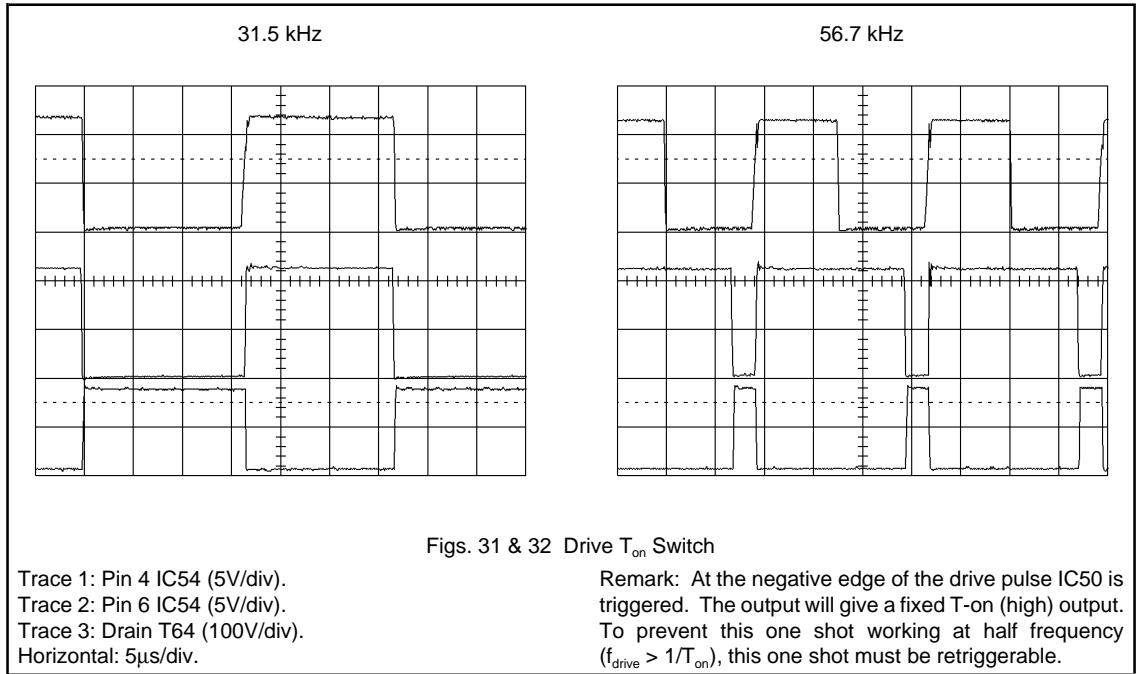 31.5 kHz
56.7 kHz
Figs. 31 & 32 Drive Ton Switch
Trace 1: Pin 4 IC54 (5V/div).
Trace 2: Pin 6 IC54 (5V/div).
Trace 3: Drain T64 (100V/div).
Horizontal: 5μs/div.
Remark: At the negative edge of the drive pulse IC50 is
triggered. The output will give a fixed T-on (high) output.
To prevent this one shot working at half frequency
(fdrive > 1/Ton), this one shot must be retriggerable.